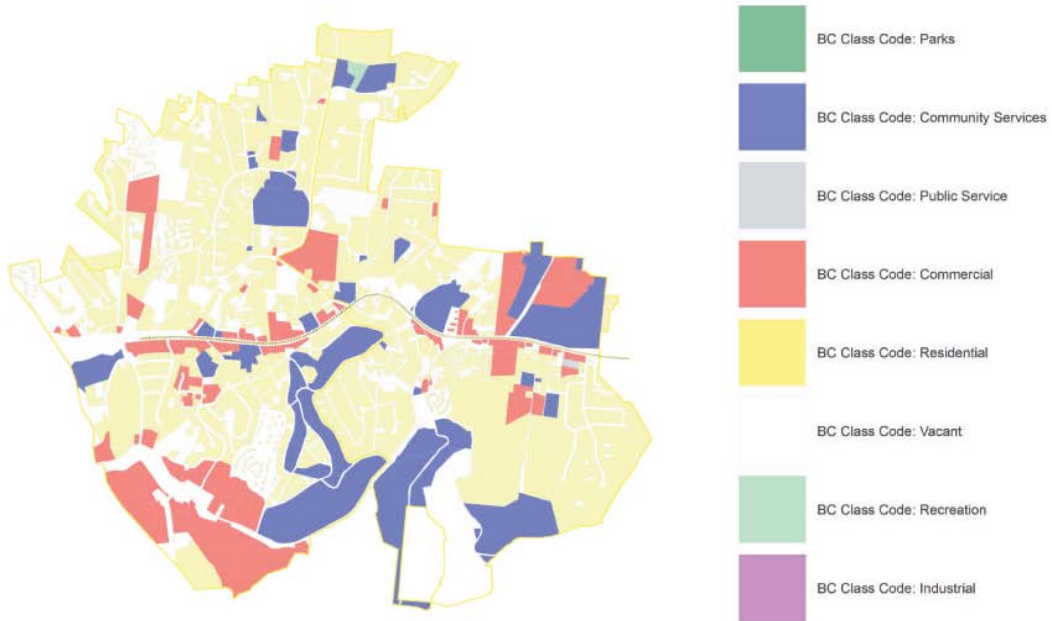 BC Class Code: Parks
BC Class Code: Community Services
BC Class Code: Public Service
BC Class Code: Commercial
BC Class Code: Residential
BC Class Code: Vacant
BC Class Code: Recreation
BC Class Code: Industrial